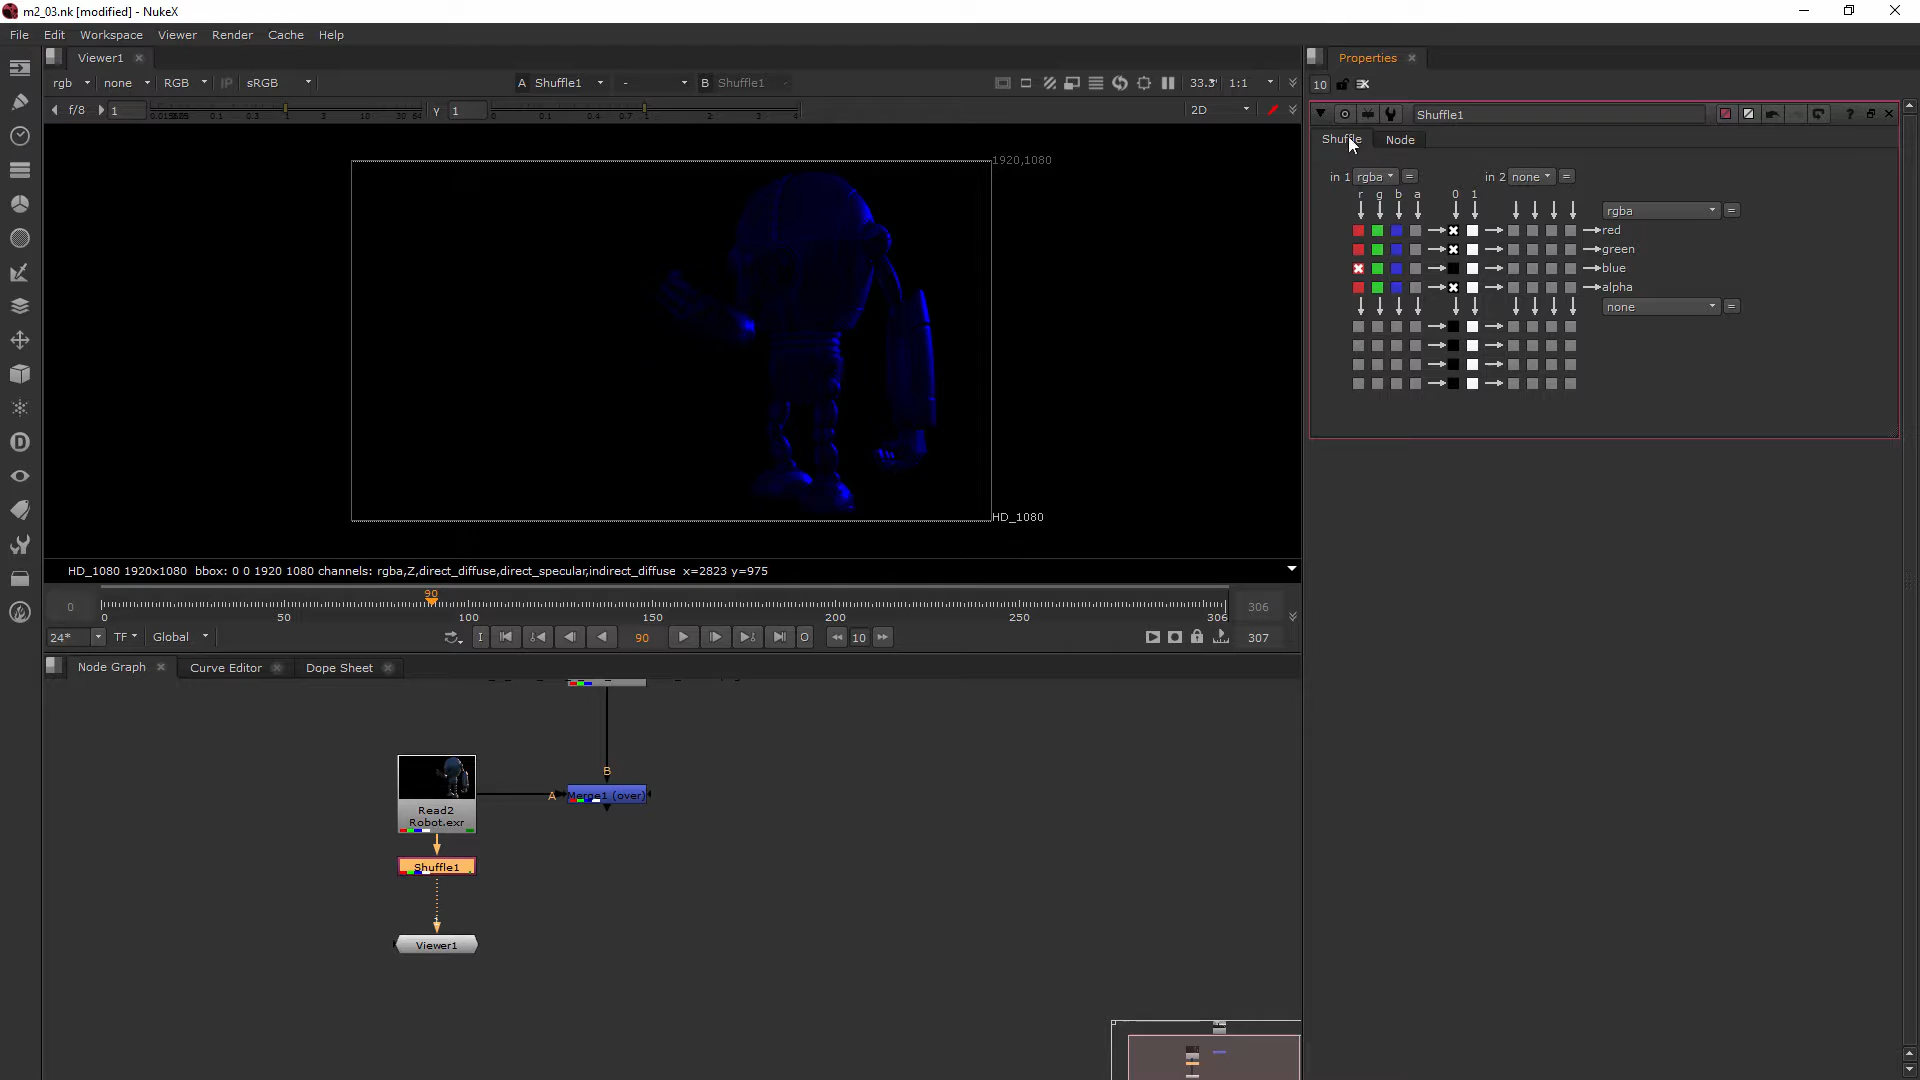 m2_03.nk [modified] - NukeX
File Edit Workspace Viewer Render Cache Help
Viewer1
rgb none RGB IP sRGB A Shuffle1 - B Shuffle1 33.3 1:1
f/8 1 γ 1 2D
1920,1080
HD_1080
HD_1080 1920x1080 bbox: 0 0 1920 1080 channels: rgba,Z,direct_diffuse,direct_specular,indirect_diffuse x=2823 y=975
90
0 306
0 50 100 150 200 250 306
24* TF Global I 90 O 10 307
Node Graph Curve Editor Dope Sheet
B
A Merge1 (over)
Read2
Robot.exr
Shuffle1
Viewer1
Properties
10
Shuffle1 ?
Shuffle Node
in 1 rgba = in 2 none =
r g b a 0 1
rgba =
red
green
blue
alpha
none =